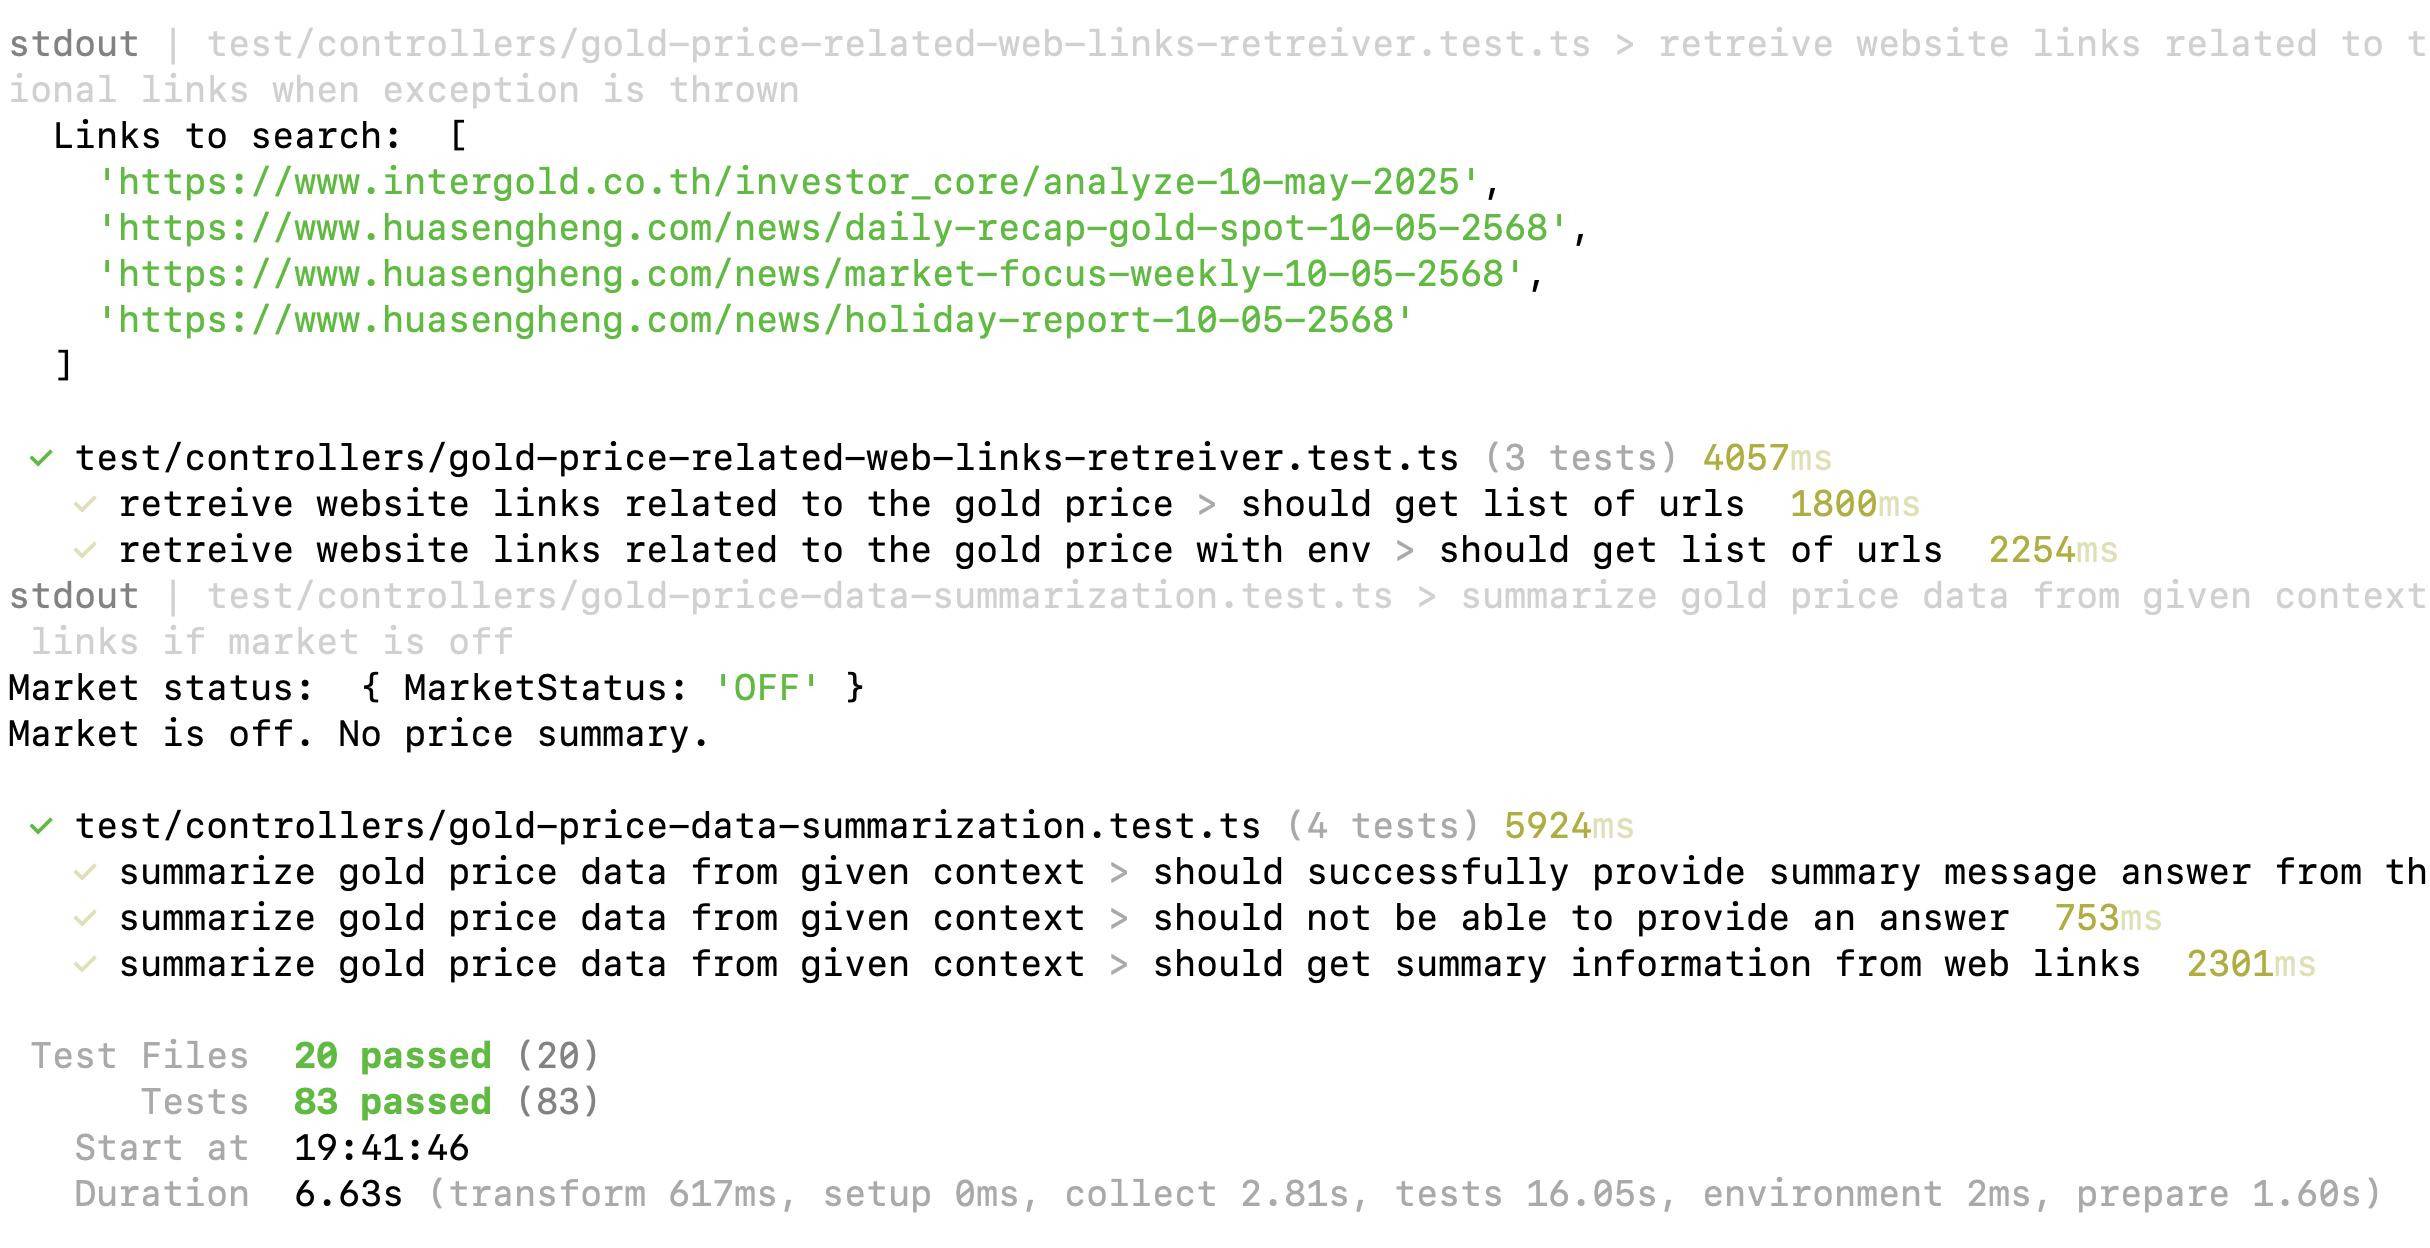 stdout | test/controllers/gold-price-related-web-links-retreiver.test.ts > retreive website links related to t
ional links when exception is thrown
  Links to search:  [
    'https://www.intergold.co.th/investor_core/analyze-10-may-2025',
    'https://www.huasengheng.com/news/daily-recap-gold-spot-10-05-2568',
    'https://www.huasengheng.com/news/market-focus-weekly-10-05-2568',
    'https://www.huasengheng.com/news/holiday-report-10-05-2568'
  ]
 ✓ test/controllers/gold-price-related-web-links-retreiver.test.ts (3 tests) 4057ms
   ✓ retreive website links related to the gold price > should get list of urls  1800ms
   ✓ retreive website links related to the gold price with env > should get list of urls  2254ms
stdout | test/controllers/gold-price-data-summarization.test.ts > summarize gold price data from given context
 links if market is off
Market status:  { MarketStatus: 'OFF' }
Market is off. No price summary.
 ✓ test/controllers/gold-price-data-summarization.test.ts (4 tests) 5924ms
   ✓ summarize gold price data from given context > should successfully provide summary message answer from th
   ✓ summarize gold price data from given context > should not be able to provide an answer  753ms
   ✓ summarize gold price data from given context > should get summary information from web links  2301ms
 Test Files  20 passed (20)
      Tests  83 passed (83)
   Start at  19:41:46
   Duration  6.63s (transform 617ms, setup 0ms, collect 2.81s, tests 16.05s, environment 2ms, prepare 1.60s)